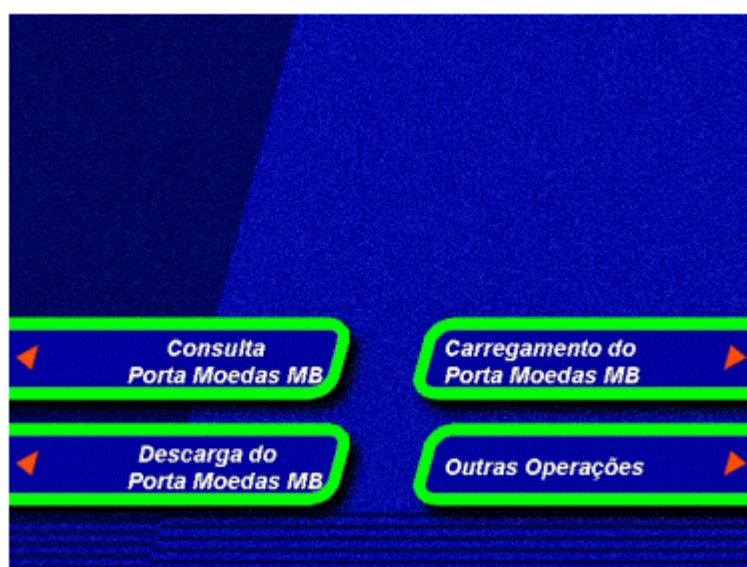 Consulta
Porta Moedas MB
Carregamento do
Porta Moedas MB
Descarga do
Porta Moedas MB
Outras Operações